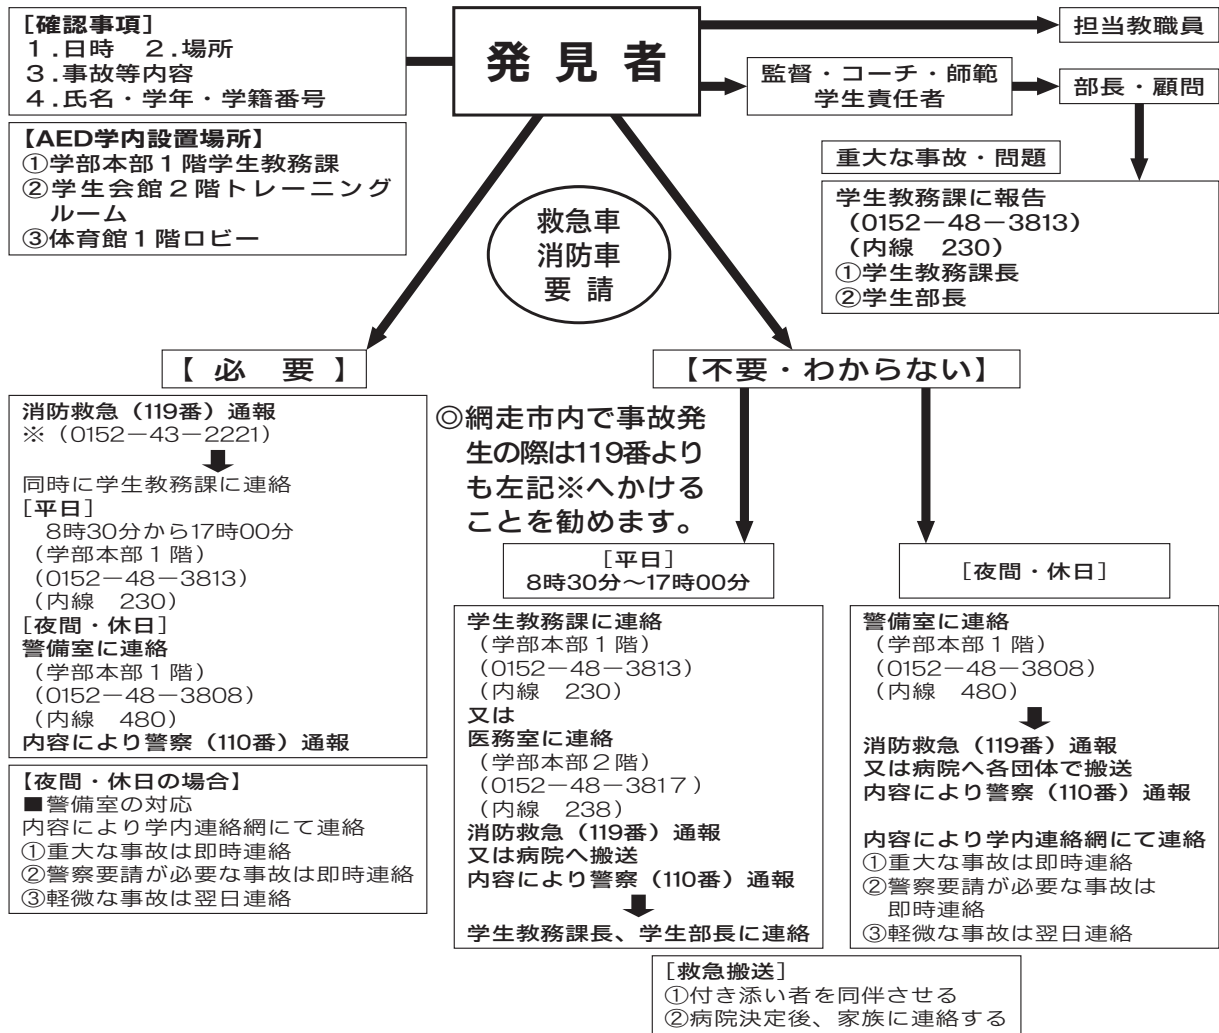 [確認事項]
1.日時　2.場所
3.事故等内容
4.氏名・学年・学籍番号
発見者
担当教職員
監督・コーチ・師範
学生責任者
部長・顧問
【AED学内設置場所】
①学部本部1階学生教務課
②学生会館2階トレーニング
ルーム
③体育館1階ロビー
救急車
消防車
要請
重大な事故・問題
学生教務課に報告
(0152－48－3813)
(内線　230)
①学生教務課長
②学生部長
【必　要】
【不要・わからない】
消防救急（119番）通報
※（0152－43－2221）
同時に学生教務課に連絡
[平日]
8時30分から17時00分
（学部本部1階）
（0152－48－3813）
（内線　230）
[夜間・休日]
警備室に連絡
（学部本部1階）
（0152－48－3808）
（内線　480）
内容により警察（110番）通報
【夜間・休日の場合】
■警備室の対応
内容により学内連絡網にて連絡
①重大な事故は即時連絡
②警察要請が必要な事故は即時連絡
③軽微な事故は翌日連絡
◎網走市内で事故発
生の際は119番より
も左記※へかける
ことを勧めます。
[平日]
8時30分～17時00分
学生教務課に連絡
（学部本部1階）
（0152－48－3813）
（内線　230）
又は
医務室に連絡
（学部本部2階）
（0152－48－3817）
（内線　238）
消防救急（119番）通報
又は病院へ搬送
内容により警察（110番）通報
学生教務課長、学生部長に連絡
[夜間・休日]
警備室に連絡
（学部本部1階）
（0152－48－3808）
（内線　480）
消防救急（119番）通報
又は病院へ各団体で搬送
内容により警察（110番）通報
内容により学内連絡網にて連絡
①重大な事故は即時連絡
②警察要請が必要な事故は
即時連絡
③軽微な事故は翌日連絡
[救急搬送]
①付き添い者を同伴させる
②病院決定後、家族に連絡する